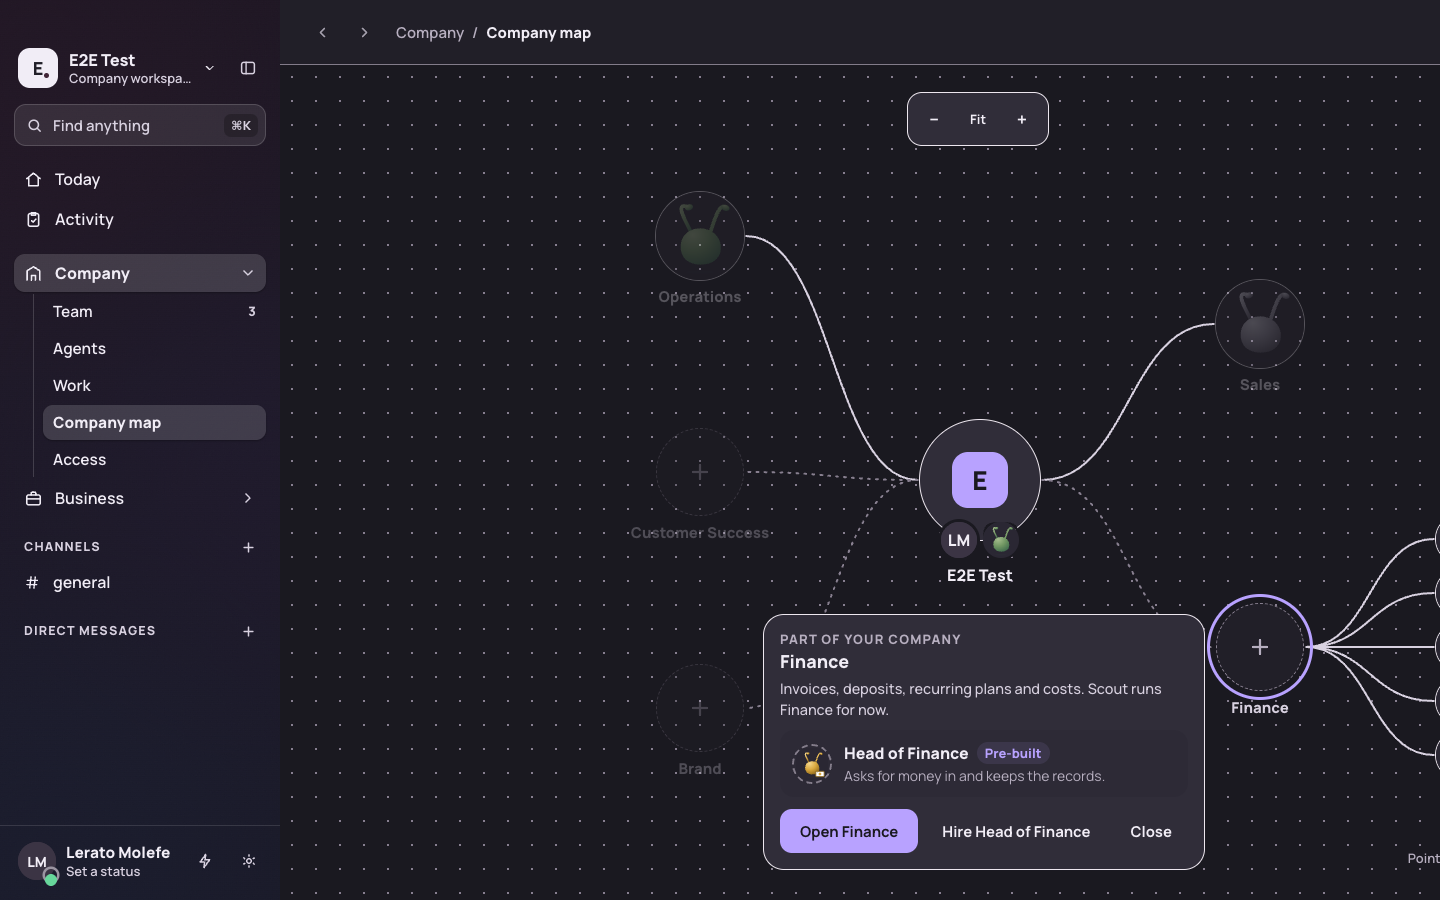 E.
E2E Test
Company workspa...
Find anything
⌘K
Today
Activity
Company
Team
3
Agents
Work
Company map
Access
Business
CHANNELS
# general
DIRECT MESSAGES
LM
Lerato Molefe
Set a status
Company / Company map
− Fit +
Operations
Sales
Customer Success
E
LM
E2E Test
Brand
Finance
PART OF YOUR COMPANY
Finance
Invoices, deposits, recurring plans and costs. Scout runs
Finance for now.
Head of Finance
Pre-built
Asks for money in and keeps the records.
Open Finance
Hire Head of Finance
Close
Point